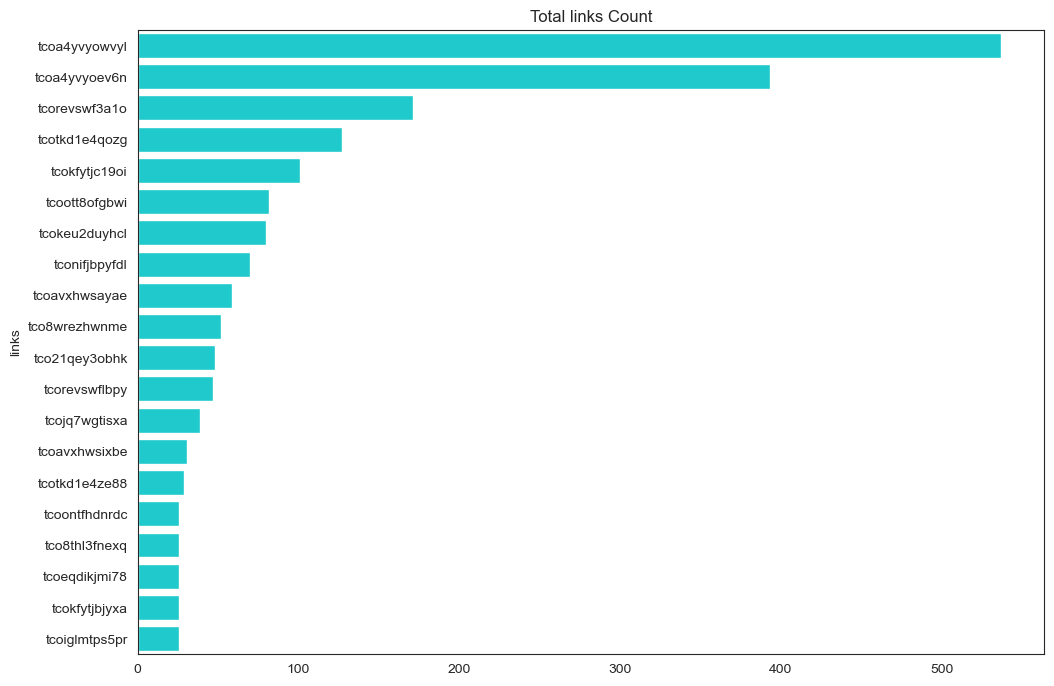 Total links Count
links
tcoa4yvyowvyl
tcoa4yvyoev6n
tcorevswf3a1o
tcotkd1e4qozg
tcokfytjc19oi
tcoott8ofgbwi
tcokeu2duyhcl
tconifjbpyfdl
tcoavxhwsayae
tco8wrezhwnme
tco21qey3obhk
tcorevswflbpy
tcojq7wgtisxa
tcoavxhwsixbe
tcotkd1e4ze88
tcoontfhdnrdc
tco8thl3fnexq
tcoeqdikjmi78
tcokfytjbjyxa
tcoiglmtps5pr
0 100 200 300 400 500